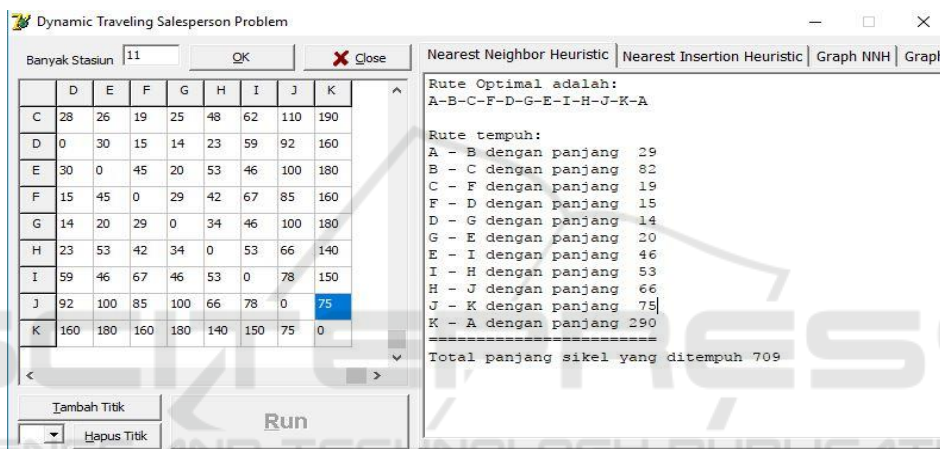 Dynamic Traveling Salesperson Problem
Banyak Stasiun 11 OK Close
D E F G H I J K
C 28 26 19 25 48 62 110 190
D 0 30 15 14 23 59 92 160
E 30 0 45 20 53 46 100 180
F 15 45 0 29 42 67 85 160
G 14 20 29 0 34 46 100 180
H 23 53 42 34 0 53 66 140
I 59 46 67 46 53 0 78 150
J 92 100 85 100 66 78 0 75
K 160 180 160 180 140 150 75 0
Tambah Titik
Hapus Titik
Run
Nearest Neighbor Heuristic Nearest Insertion Heuristic Graph NNH Graph
Rute Optimal adalah:
A-B-C-F-D-G-E-I-H-J-K-A
Rute tempuh:
A - B dengan panjang 29
B - C dengan panjang 82
C - F dengan panjang 19
F - D dengan panjang 15
D - G dengan panjang 14
G - E dengan panjang 20
E - I dengan panjang 46
I - H dengan panjang 53
H - J dengan panjang 66
J - K dengan panjang 75
K - A dengan panjang 290
=========================
Total panjang sikel yang ditempuh 709
SCITEPRESS